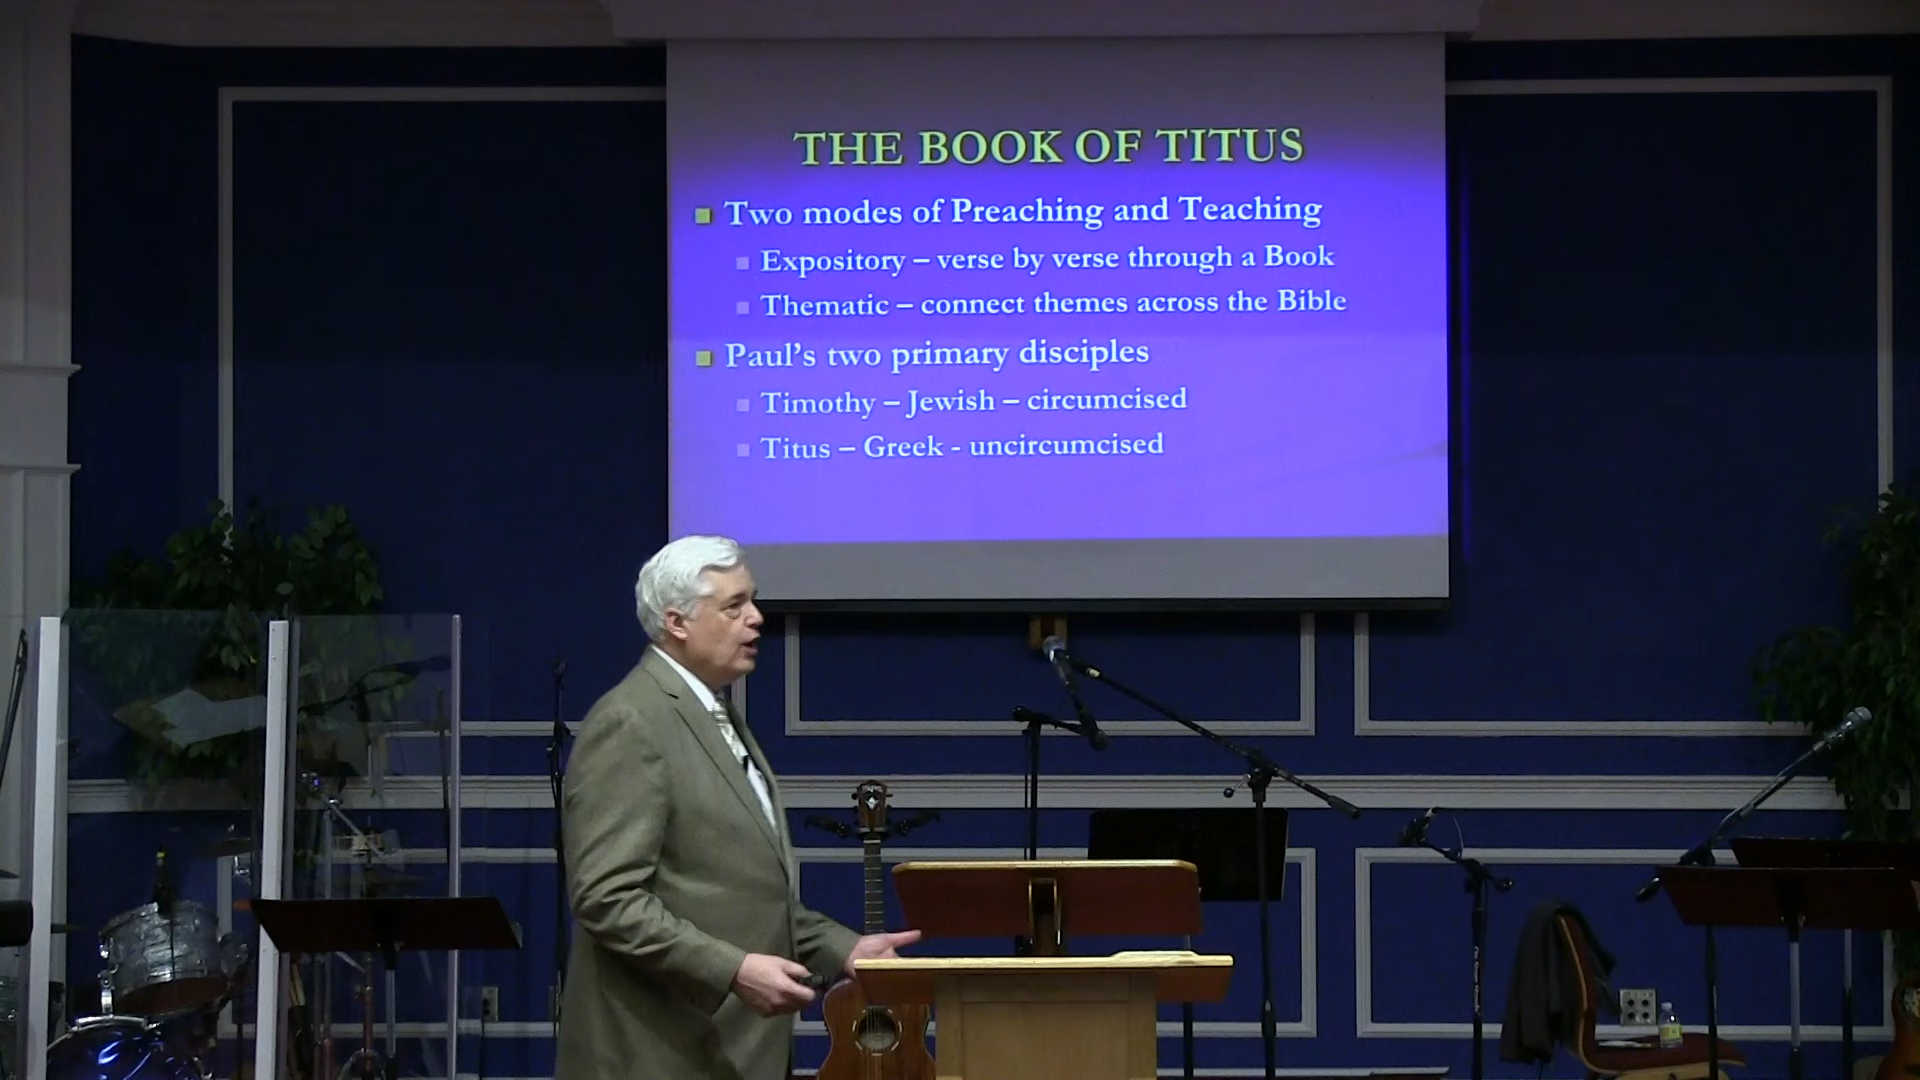 THE BOOK OF TITUS
Two modes of Preaching and Teaching
Expository – verse by verse through a Book
Thematic – connect themes across the Bible
Paul's two primary disciples
Timothy – Jewish – circumcised
Titus – Greek - uncircumcised